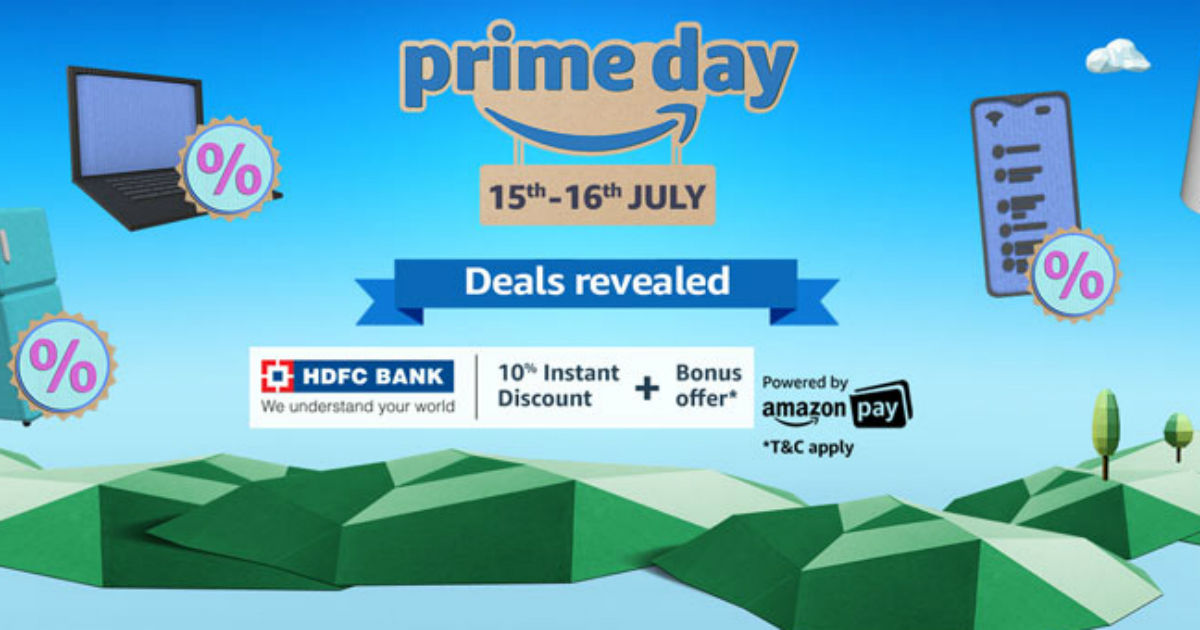 prime day
15th-16th JULY
Deals revealed
%
%
%
HDFC BANK
We understand your world
10% Instant
Discount
+
Bonus
offer*
Powered by
amazon pay
*T&C apply